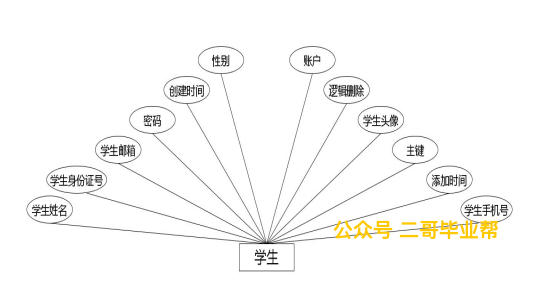 性别
账户
创建时间
逻辑删除
密码
学生头像
学生邮箱
主键
学生身份证号
添加时间
学生姓名
学生手机号
公众号 二哥毕业帮
学生